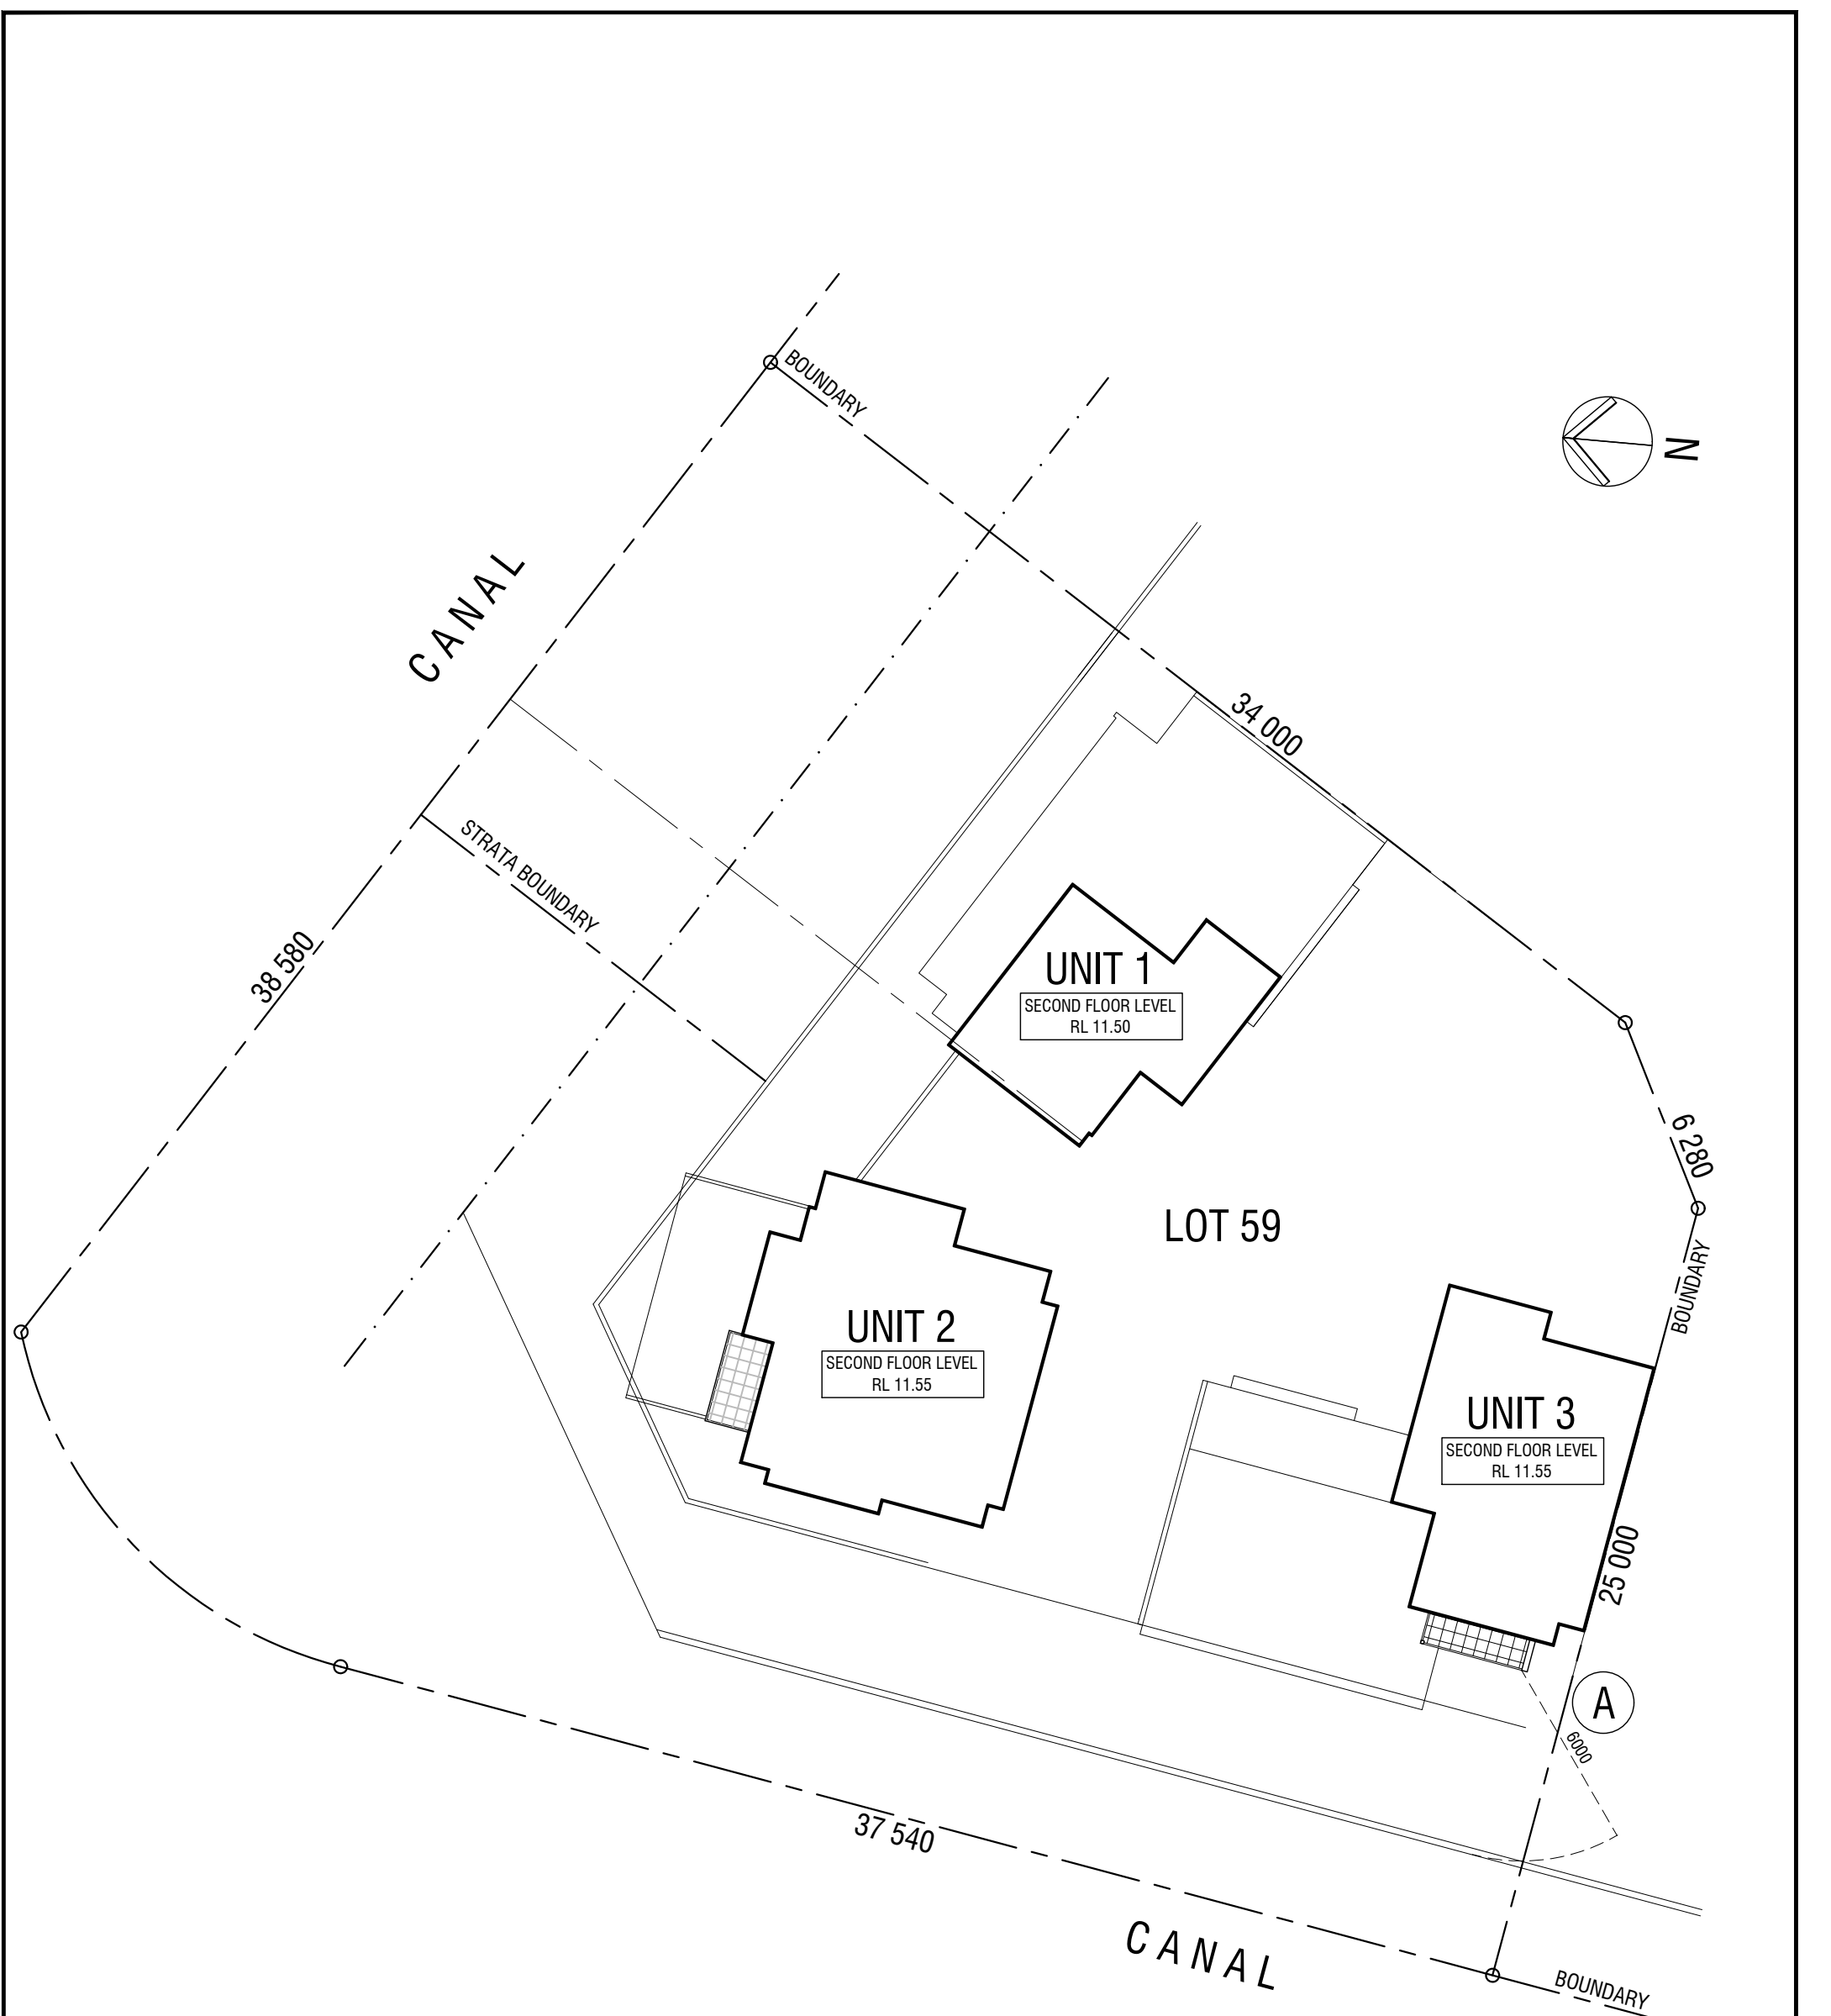 BOUNDARY
N
CANAL
34 000
STRATA BOUNDARY
38 580
UNIT 1
SECOND FLOOR LEVEL
RL 11.50
6 280
LOT 59
BOUNDARY
UNIT 2
SECOND FLOOR LEVEL
RL 11.55
UNIT 3
SECOND FLOOR LEVEL
RL 11.55
25 000
A
6000
37 540
CANAL
BOUNDARY